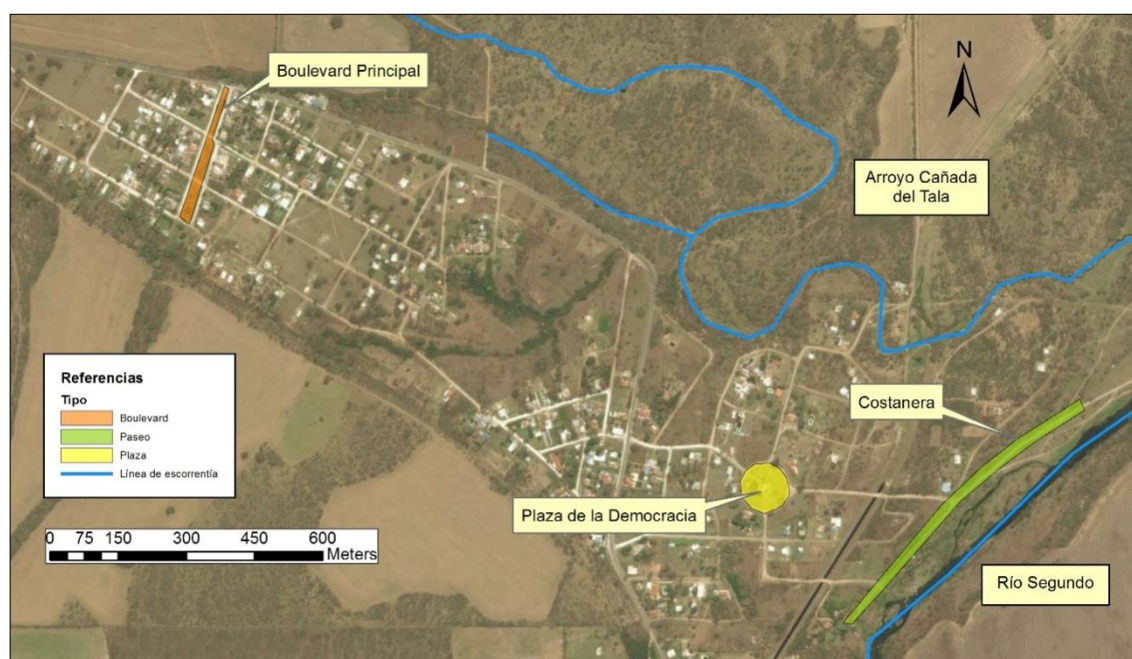 Boulevard Principal
N
Arroyo Cañada
del Tala
Costanera
Plaza de la Democracia
Río Segundo
Referencias
Tipo
Boulevard
Paseo
Plaza
Línea de escorrentía
0 75 150 300 450 600
Meters